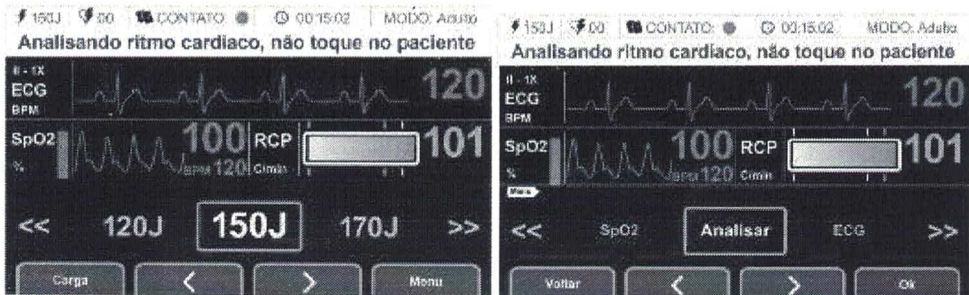 150J 00 CONTATO: 00:15:02 MODO: Adulto
Analisando ritmo cardiaco, não toque no paciente
II - 1X
ECG 120
BPM
SpO2 100 RCP 101
% BPM 120 C/min
<< 120J 150J 170J >>
Carga < > Menu
150J 00 CONTATO: 00:15:02 MODO: Adulto
Analisando ritmo cardiaco, não toque no paciente
II - 1X
ECG 120
BPM
SpO2 100 RCP 101
% BPM 120 C/min
Menu
<< SpO2 Analisar ECG >>
Voltar < > Ok